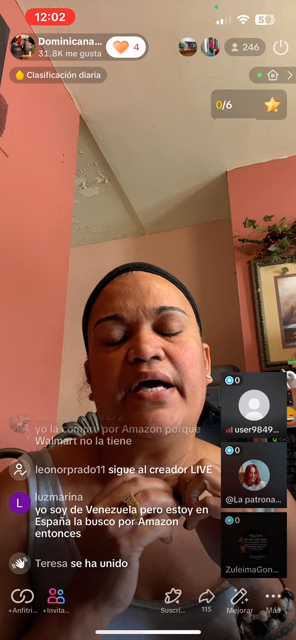 12:02
59
Dominicana...
31.8K me gusta
4
246
Clasificación diaria
0/6
0
user9849...
0
@La patrona...
0
ZuleimaGon...
yo la compre por Amazon porque
Walmart no la tiene
leonorprado11 sigue al creador LIVE
L
luzmarina
yo soy de Venezuela pero estoy en
España la busco por Amazon
entonces
Teresa se ha unido
+Anfitri...
+Invita...
Suscri...
115
Mejorar
Más